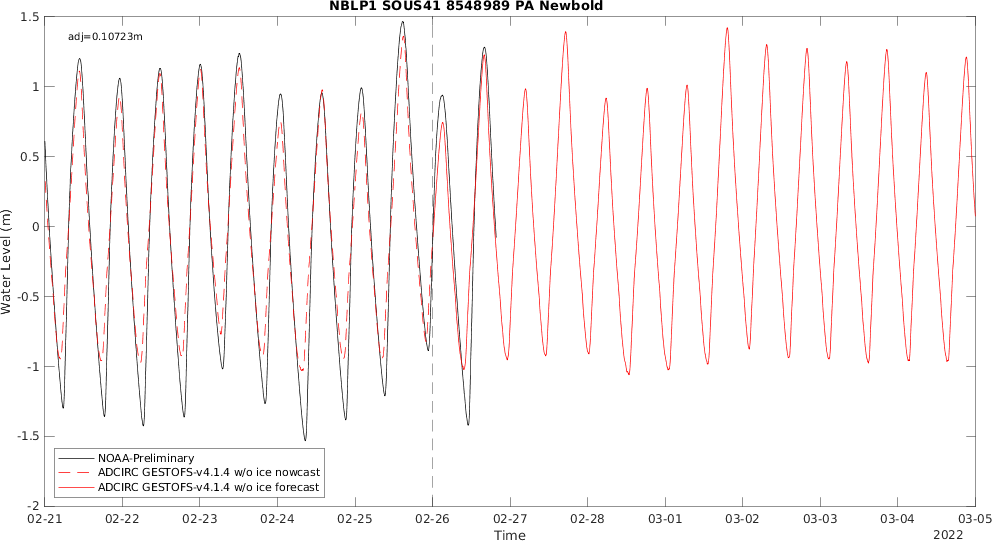 NBLP1 SOUS41 8548989 PA Newbold
adj=0.10723m
1.5
1
0.5
0
-0.5
-1
-1.5
-2
Water Level (m)
NOAA-Preliminary
ADCIRC GESTOFS-v4.1.4 w/o ice nowcast
ADCIRC GESTOFS-v4.1.4 w/o ice forecast
02-21 02-22 02-23 02-24 02-25 02-26 02-27 02-28 03-01 03-02 03-03 03-04 03-05
Time
2022